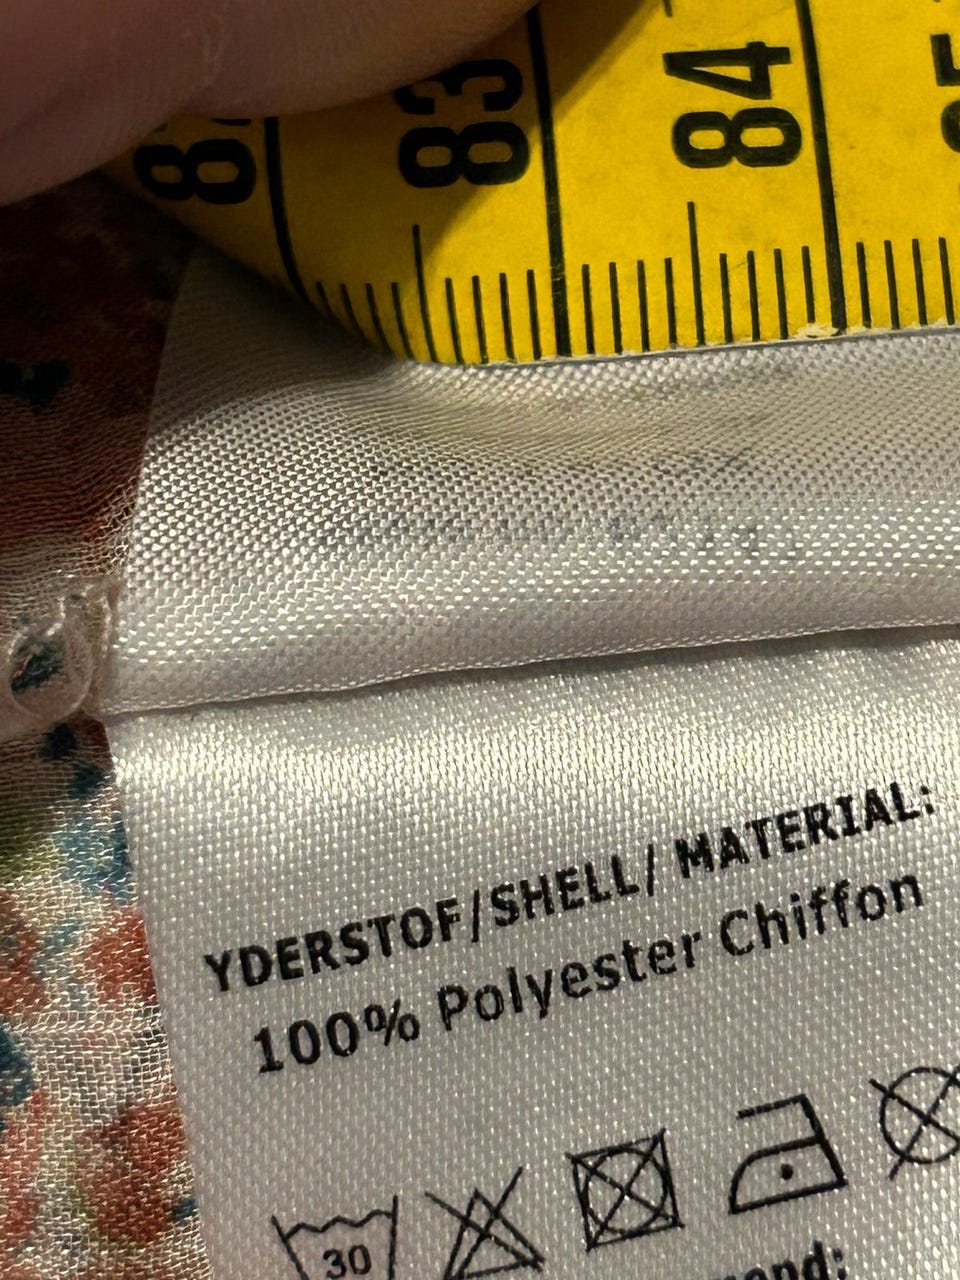 83 84
YDERSTOF/SHELL/ MATERIAL:
100% Polyester Chiffon
30